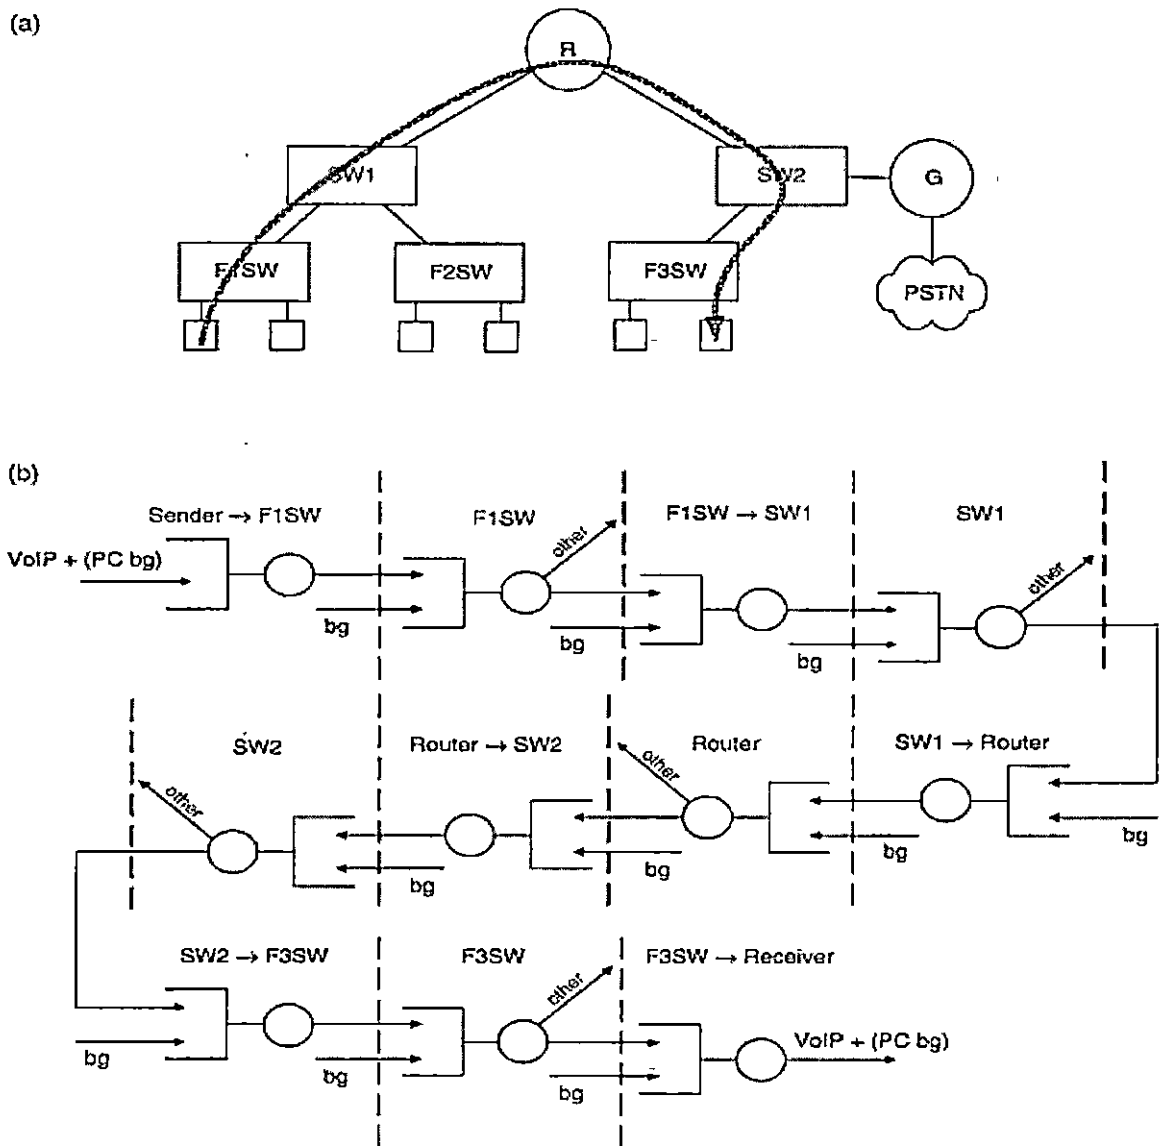 (a)
R
SW1
SW2
G
F1SW
F2SW
F3SW
PSTN
(b)
Sender → F1SW
F1SW
F1SW → SW1
SW1
VoIP + (PC bg)
other
other
bg
bg
bg
SW2
Router → SW2
Router
SW1 → Router
other
other
bg
bg
bg
bg
SW2 → F3SW
F3SW
F3SW → Receiver
other
VoIP + (PC bg)
bg
bg
bg